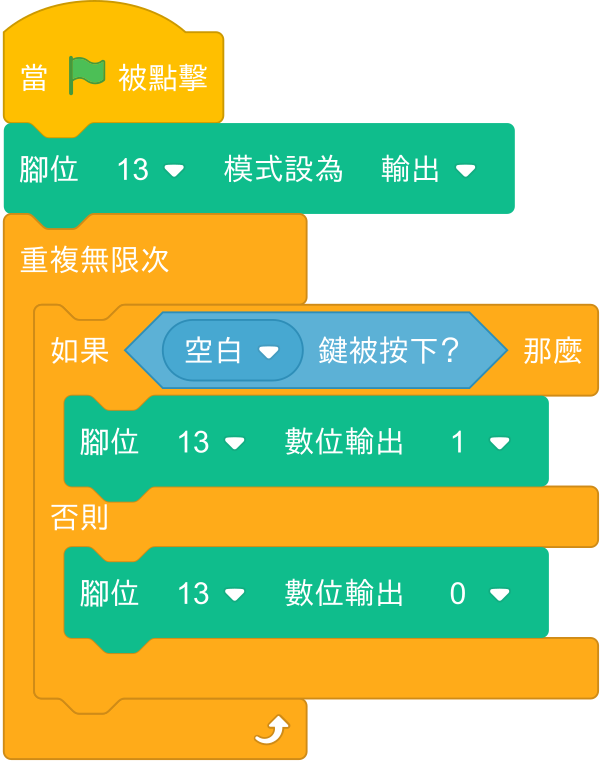 當 被點擊
腳位 13 模式設為 輸出
重複無限次
如果 空白 鍵被按下? 那麼
腳位 13 數位輸出 1
否則
腳位 13 數位輸出 0